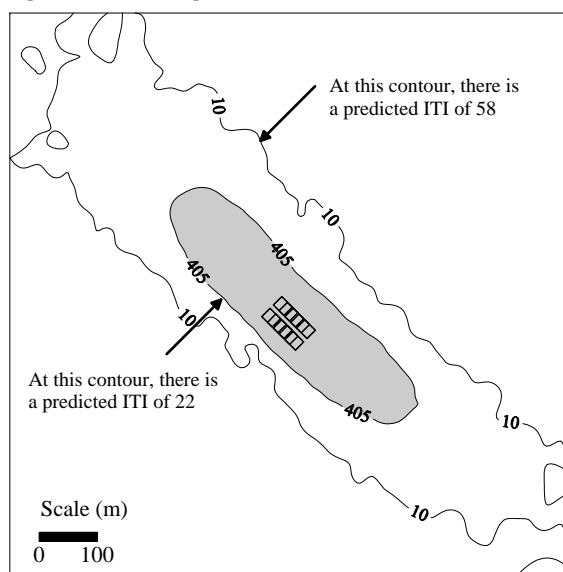 At this contour, there is
a predicted ITI of 58
10
10
405
405
10
At this contour, there is
a predicted ITI of 22
405
10
10
Scale (m)
0 100